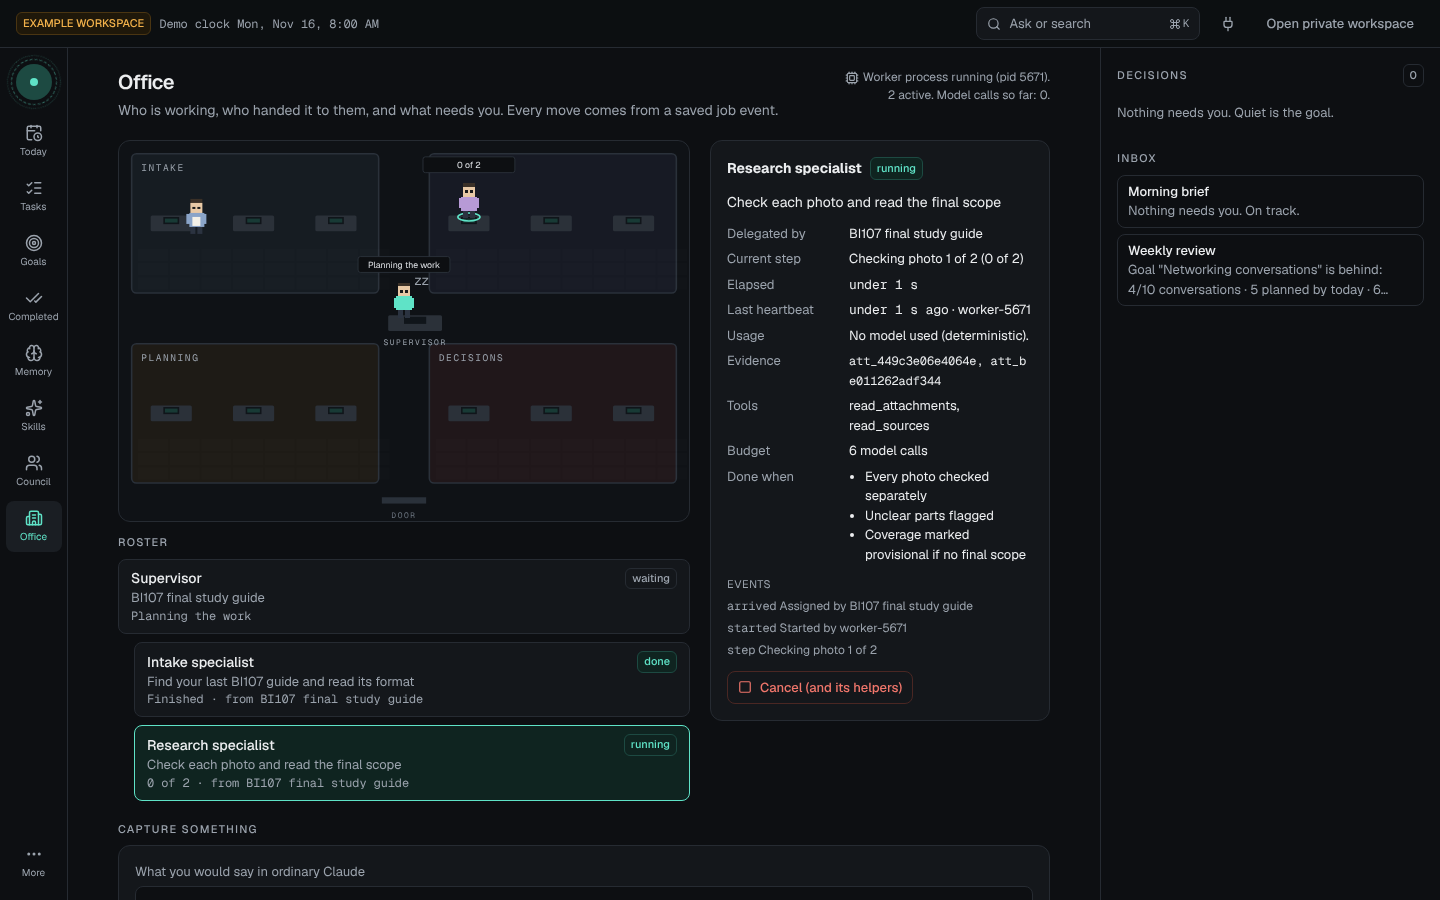 EXAMPLE WORKSPACE
Demo clock Mon, Nov 16, 8:00 AM
Ask or search
⌘K
Open private workspace
Today
Tasks
Goals
Completed
Memory
Skills
Council
Office
More
Office
Who is working, who handed it to them, and what needs you. Every move comes from a saved job event.
Worker process running (pid 5671).
2 active. Model calls so far: 0.
INTAKE
0 of 2
Planning the work
ZZ
SUPERVISOR
PLANNING
DECISIONS
DOOR
ROSTER
Supervisor
waiting
BI107 final study guide
Planning the work
Intake specialist
done
Find your last BI107 guide and read its format
Finished · from BI107 final study guide
Research specialist
running
Check each photo and read the final scope
0 of 2 · from BI107 final study guide
Research specialist
running
Check each photo and read the final scope
Delegated by
BI107 final study guide
Current step
Checking photo 1 of 2 (0 of 2)
Elapsed
under 1 s
Last heartbeat
under 1 s ago · worker-5671
Usage
No model used (deterministic).
Evidence
att_449c3e06e4064e, att_b
e011262adf344
Tools
read_attachments,
read_sources
Budget
6 model calls
Done when
• Every photo checked
separately
• Unclear parts flagged
• Coverage marked
provisional if no final scope
EVENTS
arrived Assigned by BI107 final study guide
started Started by worker-5671
step Checking photo 1 of 2
Cancel (and its helpers)
CAPTURE SOMETHING
What you would say in ordinary Claude
DECISIONS
0
Nothing needs you. Quiet is the goal.
INBOX
Morning brief
Nothing needs you. On track.
Weekly review
Goal "Networking conversations" is behind:
4/10 conversations · 5 planned by today · 6…